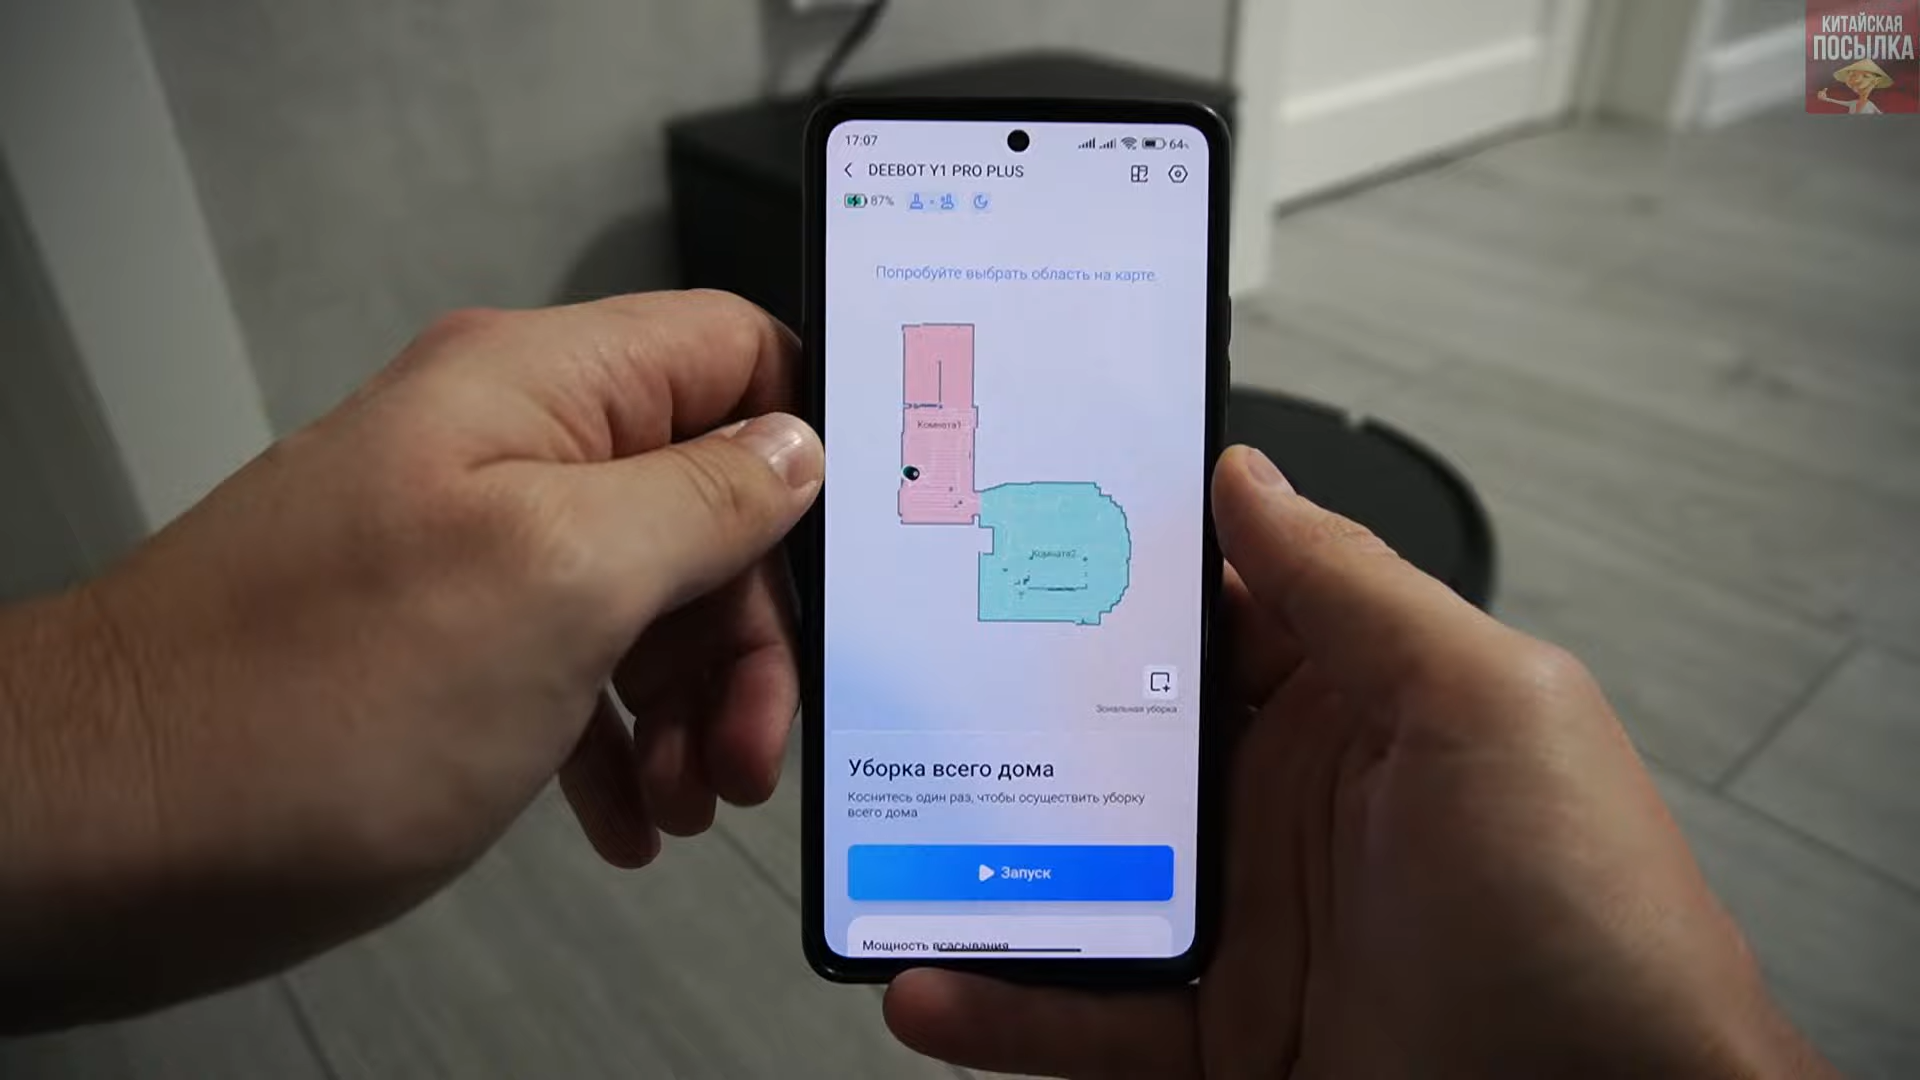 КИТАЙСКАЯ
ПОСЫЛКА
17:07
64%
DEEBOT Y1 PRO PLUS
87%
Попробуйте выбрать область на карте.
Комната1
Комната2
Зональная уборка
Уборка всего дома
Коснитесь один раз, чтобы осуществить уборку
всего дома
Запуск
Мощность всасывания